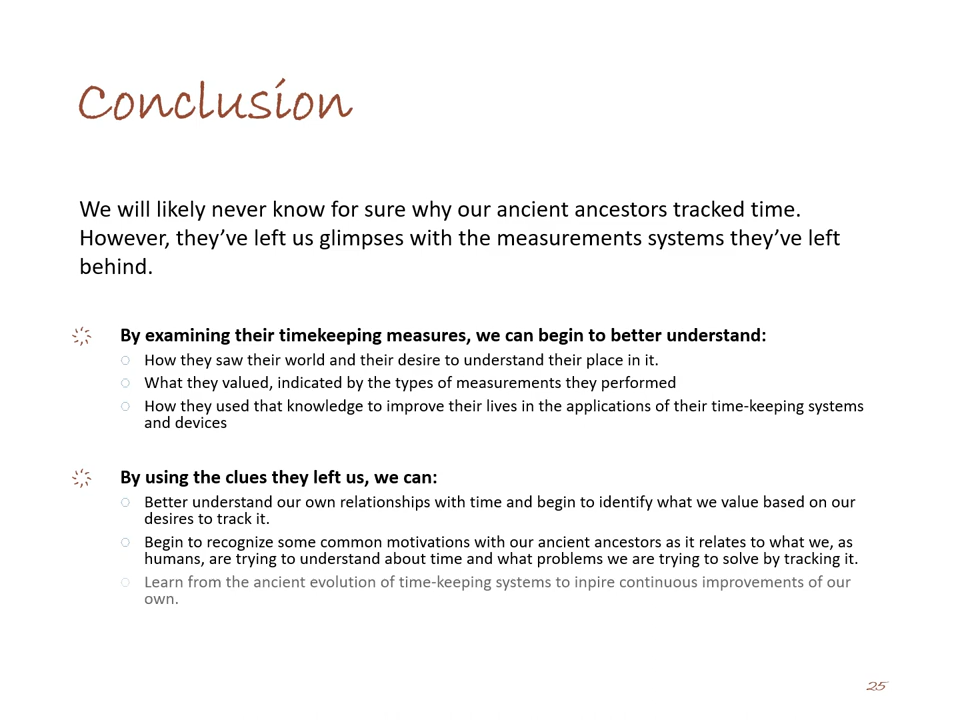 Conclusion
We will likely never know for sure why our ancient ancestors tracked time.
However, they’ve left us glimpses with the measurements systems they’ve left
behind.
By examining their timekeeping measures, we can begin to better understand:
How they saw their world and their desire to understand their place in it.
What they valued, indicated by the types of measurements they performed
How they used that knowledge to improve their lives in the applications of their time-keeping systems
and devices
By using the clues they left us, we can:
Better understand our own relationships with time and begin to identify what we value based on our
desires to track it.
Begin to recognize some common motivations with our ancient ancestors as it relates to what we, as
humans, are trying to understand about time and what problems we are trying to solve by tracking it.
Learn from the ancient evolution of time-keeping systems to inpire continuous improvements of our
own.
25